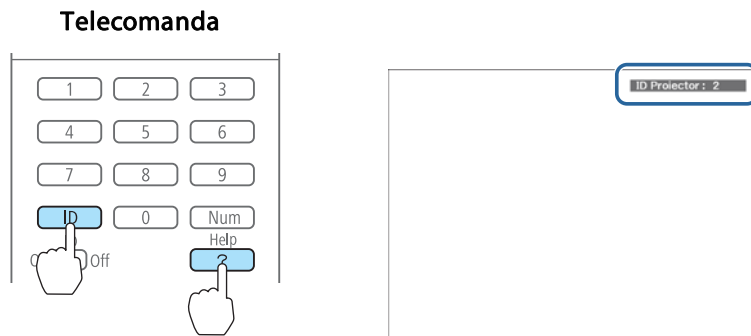 Telecomanda
1 2 3
4 5 6
7 8 9
ID 0 Num
Help
Off ?
ID Proiector: 2